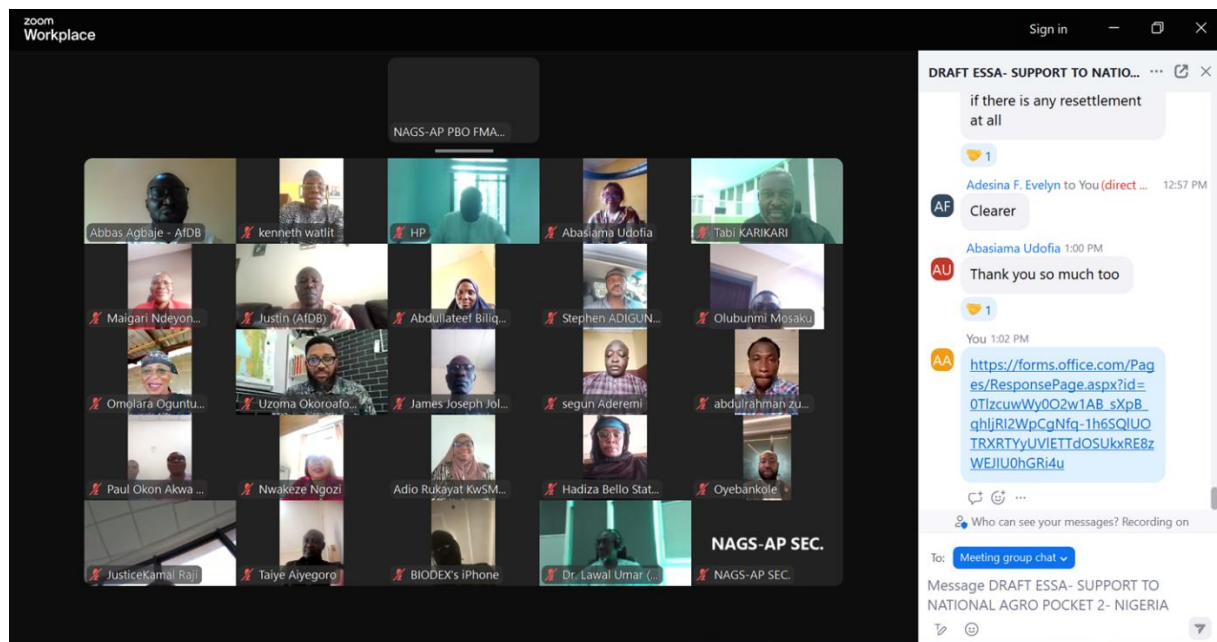 zoom
Workplace
Sign in
NAGS-AP PBO FMA...
Abbas Agbaje - AfDB
kenneth watlit
HP
Abasiama Udofia
Tabi KARIKARI
Maigari Ndeyon...
Justin (AfDB)
Abdullateef Biliq...
Stephen ADIGUN...
Olubunmi Mosaku
Omolara Oguntu...
Uzoma Okoroafo...
James Joseph Jol...
segun Aderemi
abdulrahman zu...
Paul Okon Akwa ...
Nwakeze Ngozi
Adio Rukayat KwSM...
Hadiza Bello Stat...
Oyebankole
JusticeKamal Raji
Taiye Aiyegoro
BIODEX's iPhone
Dr. Lawal Umar (...
NAGS-AP SEC.
NAGS-AP SEC.
DRAFT ESSA- SUPPORT TO NATIO... ...
if there is any resettlement
at all
1
Adesina F. Evelyn to You (direct ... 12:57 PM
AF
Clearer
Abasiama Udofia 1:00 PM
AU
Thank you so much too
1
You 1:02 PM
AA
https://forms.office.com/Pag
es/ResponsePage.aspx?id=
0TlzcuwWy0O2w1AB_sXpB_
qhljRI2WpCgNfq-1h6SQlUO
TRXRTYyUVlETTdOSUkxRE8z
WEJIU0hGRi4u
...
Who can see your messages? Recording on
To: Meeting group chat
Message DRAFT ESSA- SUPPORT TO
NATIONAL AGRO POCKET 2- NIGERIA